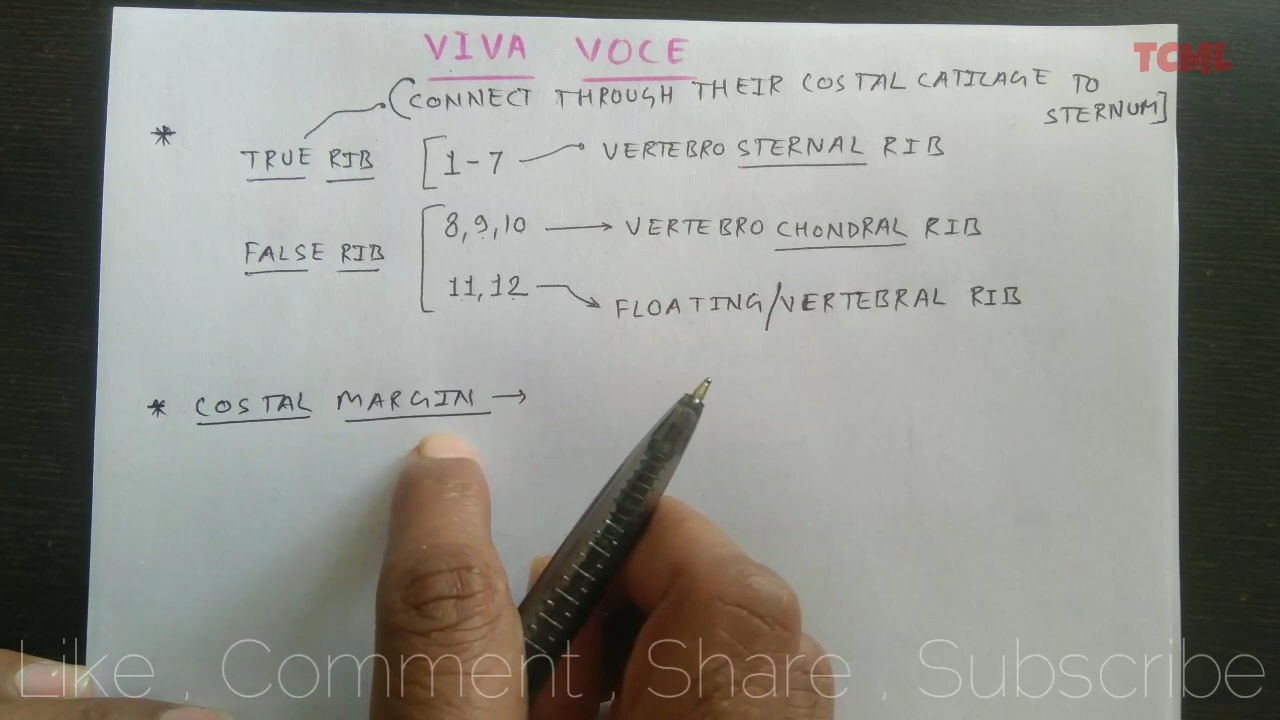 VIVA VOCE
TCML
(CONNECT THROUGH THEIR COSTAL CATILAGE TO
STERNUM]
* TRUE RIB [1-7 VERTEBRO STERNAL RIB
8,9,10 → VERTEBRO CHONDRAL RIB
FALSE RIB
11,12 → FLOATING/VERTEBRAL RIB
* COSTAL MARGIN →
Like , Comment , Share , Subscribe